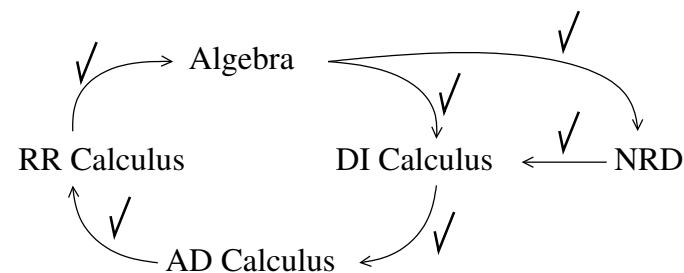 Algebra
RR Calculus
DI Calculus
NRD
AD Calculus